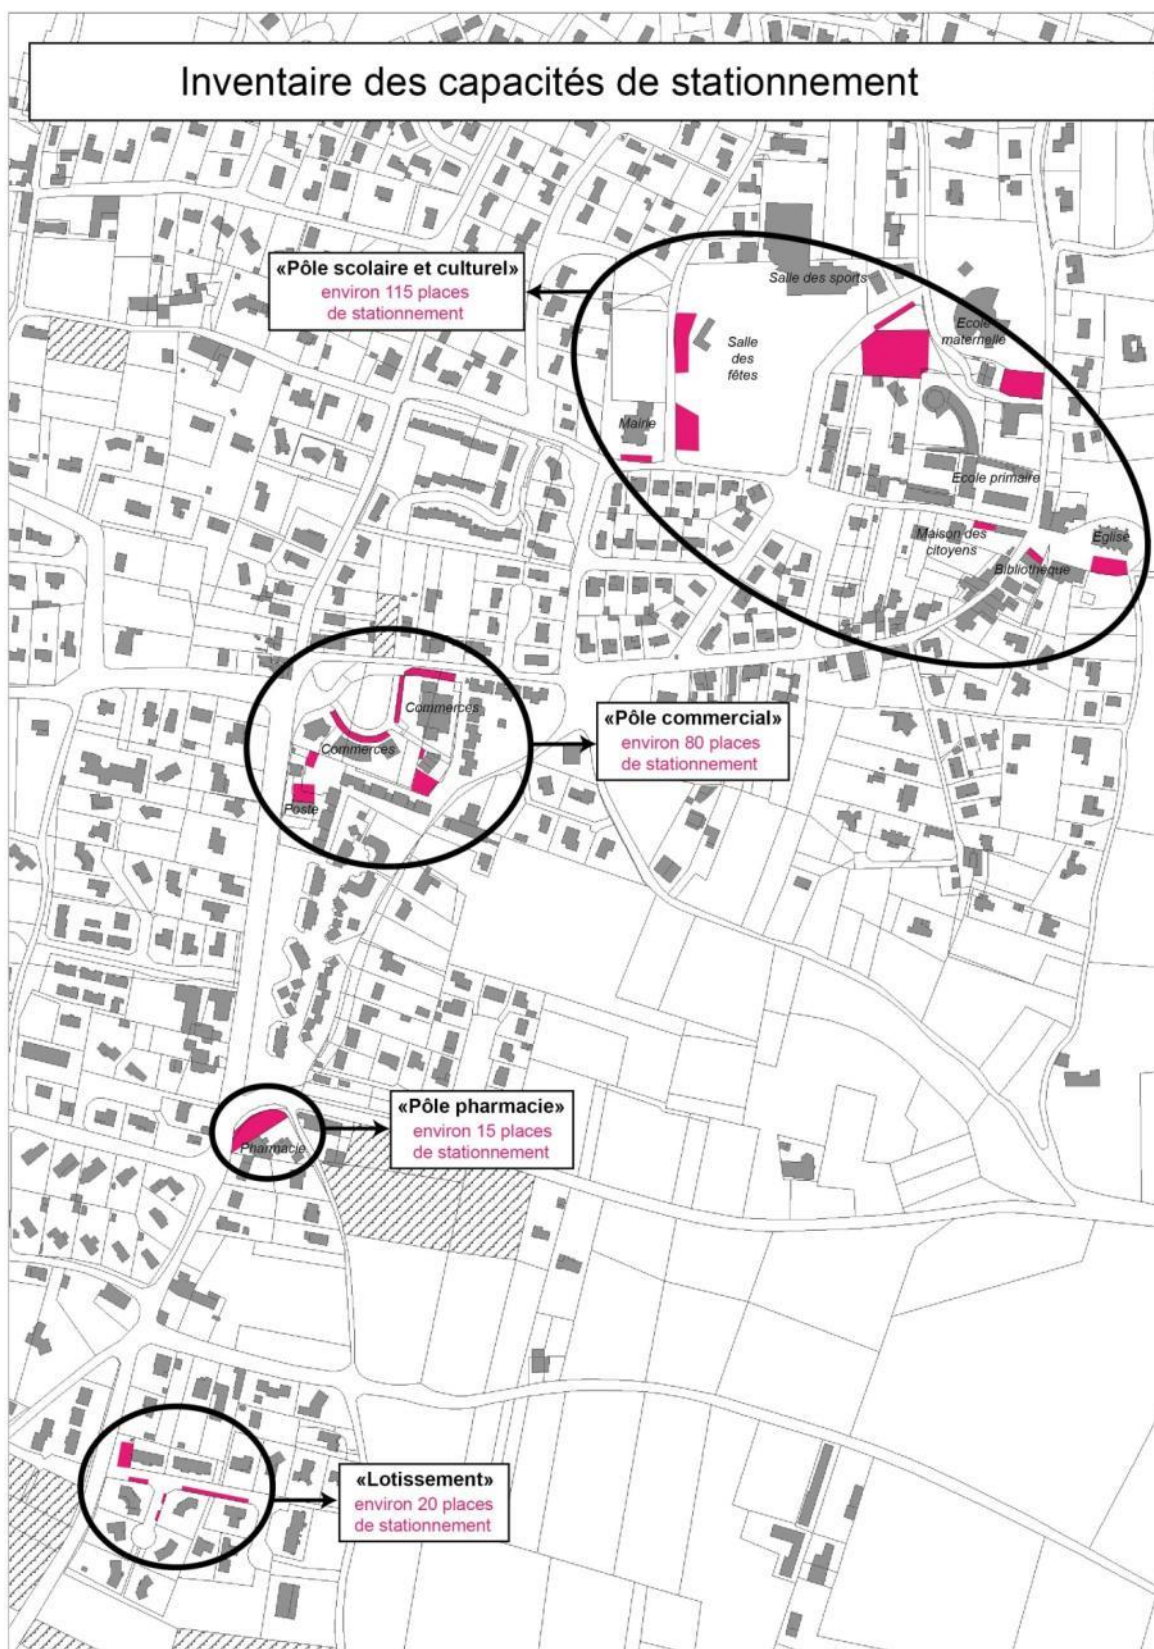 Inventaire des capacités de stationnement
«Pôle scolaire et culturel»
environ 115 places
de stationnement
Salle des sports
Ecole
maternelle
Salle
des
fêtes
Mairie
Ecole primaire
Maison des
citoyens
Eglise
Bibliothèque
Commerces
Commerces
Poste
«Pôle commercial»
environ 80 places
de stationnement
«Pôle pharmacie»
environ 15 places
de stationnement
Pharmacie
«Lotissement»
environ 20 places
de stationnement